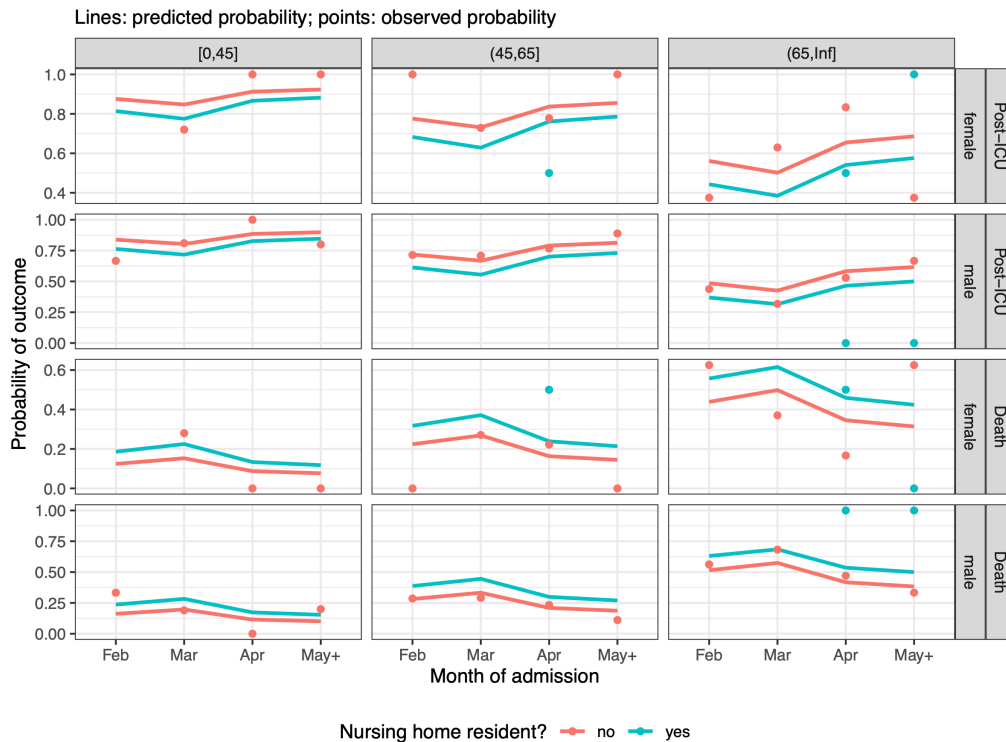 Lines: predicted probability; points: observed probability
[0,45] (45,65] (65,Inf]
1.0
0.8
0.6
0.4
female
Post−ICU
1.00
0.75
0.50
0.25
0.00
male
Post−ICU
Probability of outcome
0.6
0.4
0.2
0.0
female
Death
1.00
0.75
0.50
0.25
0.00
male
Death
Feb Mar Apr May+ Feb Mar Apr May+ Feb Mar Apr May+
Month of admission
Nursing home resident? no yes